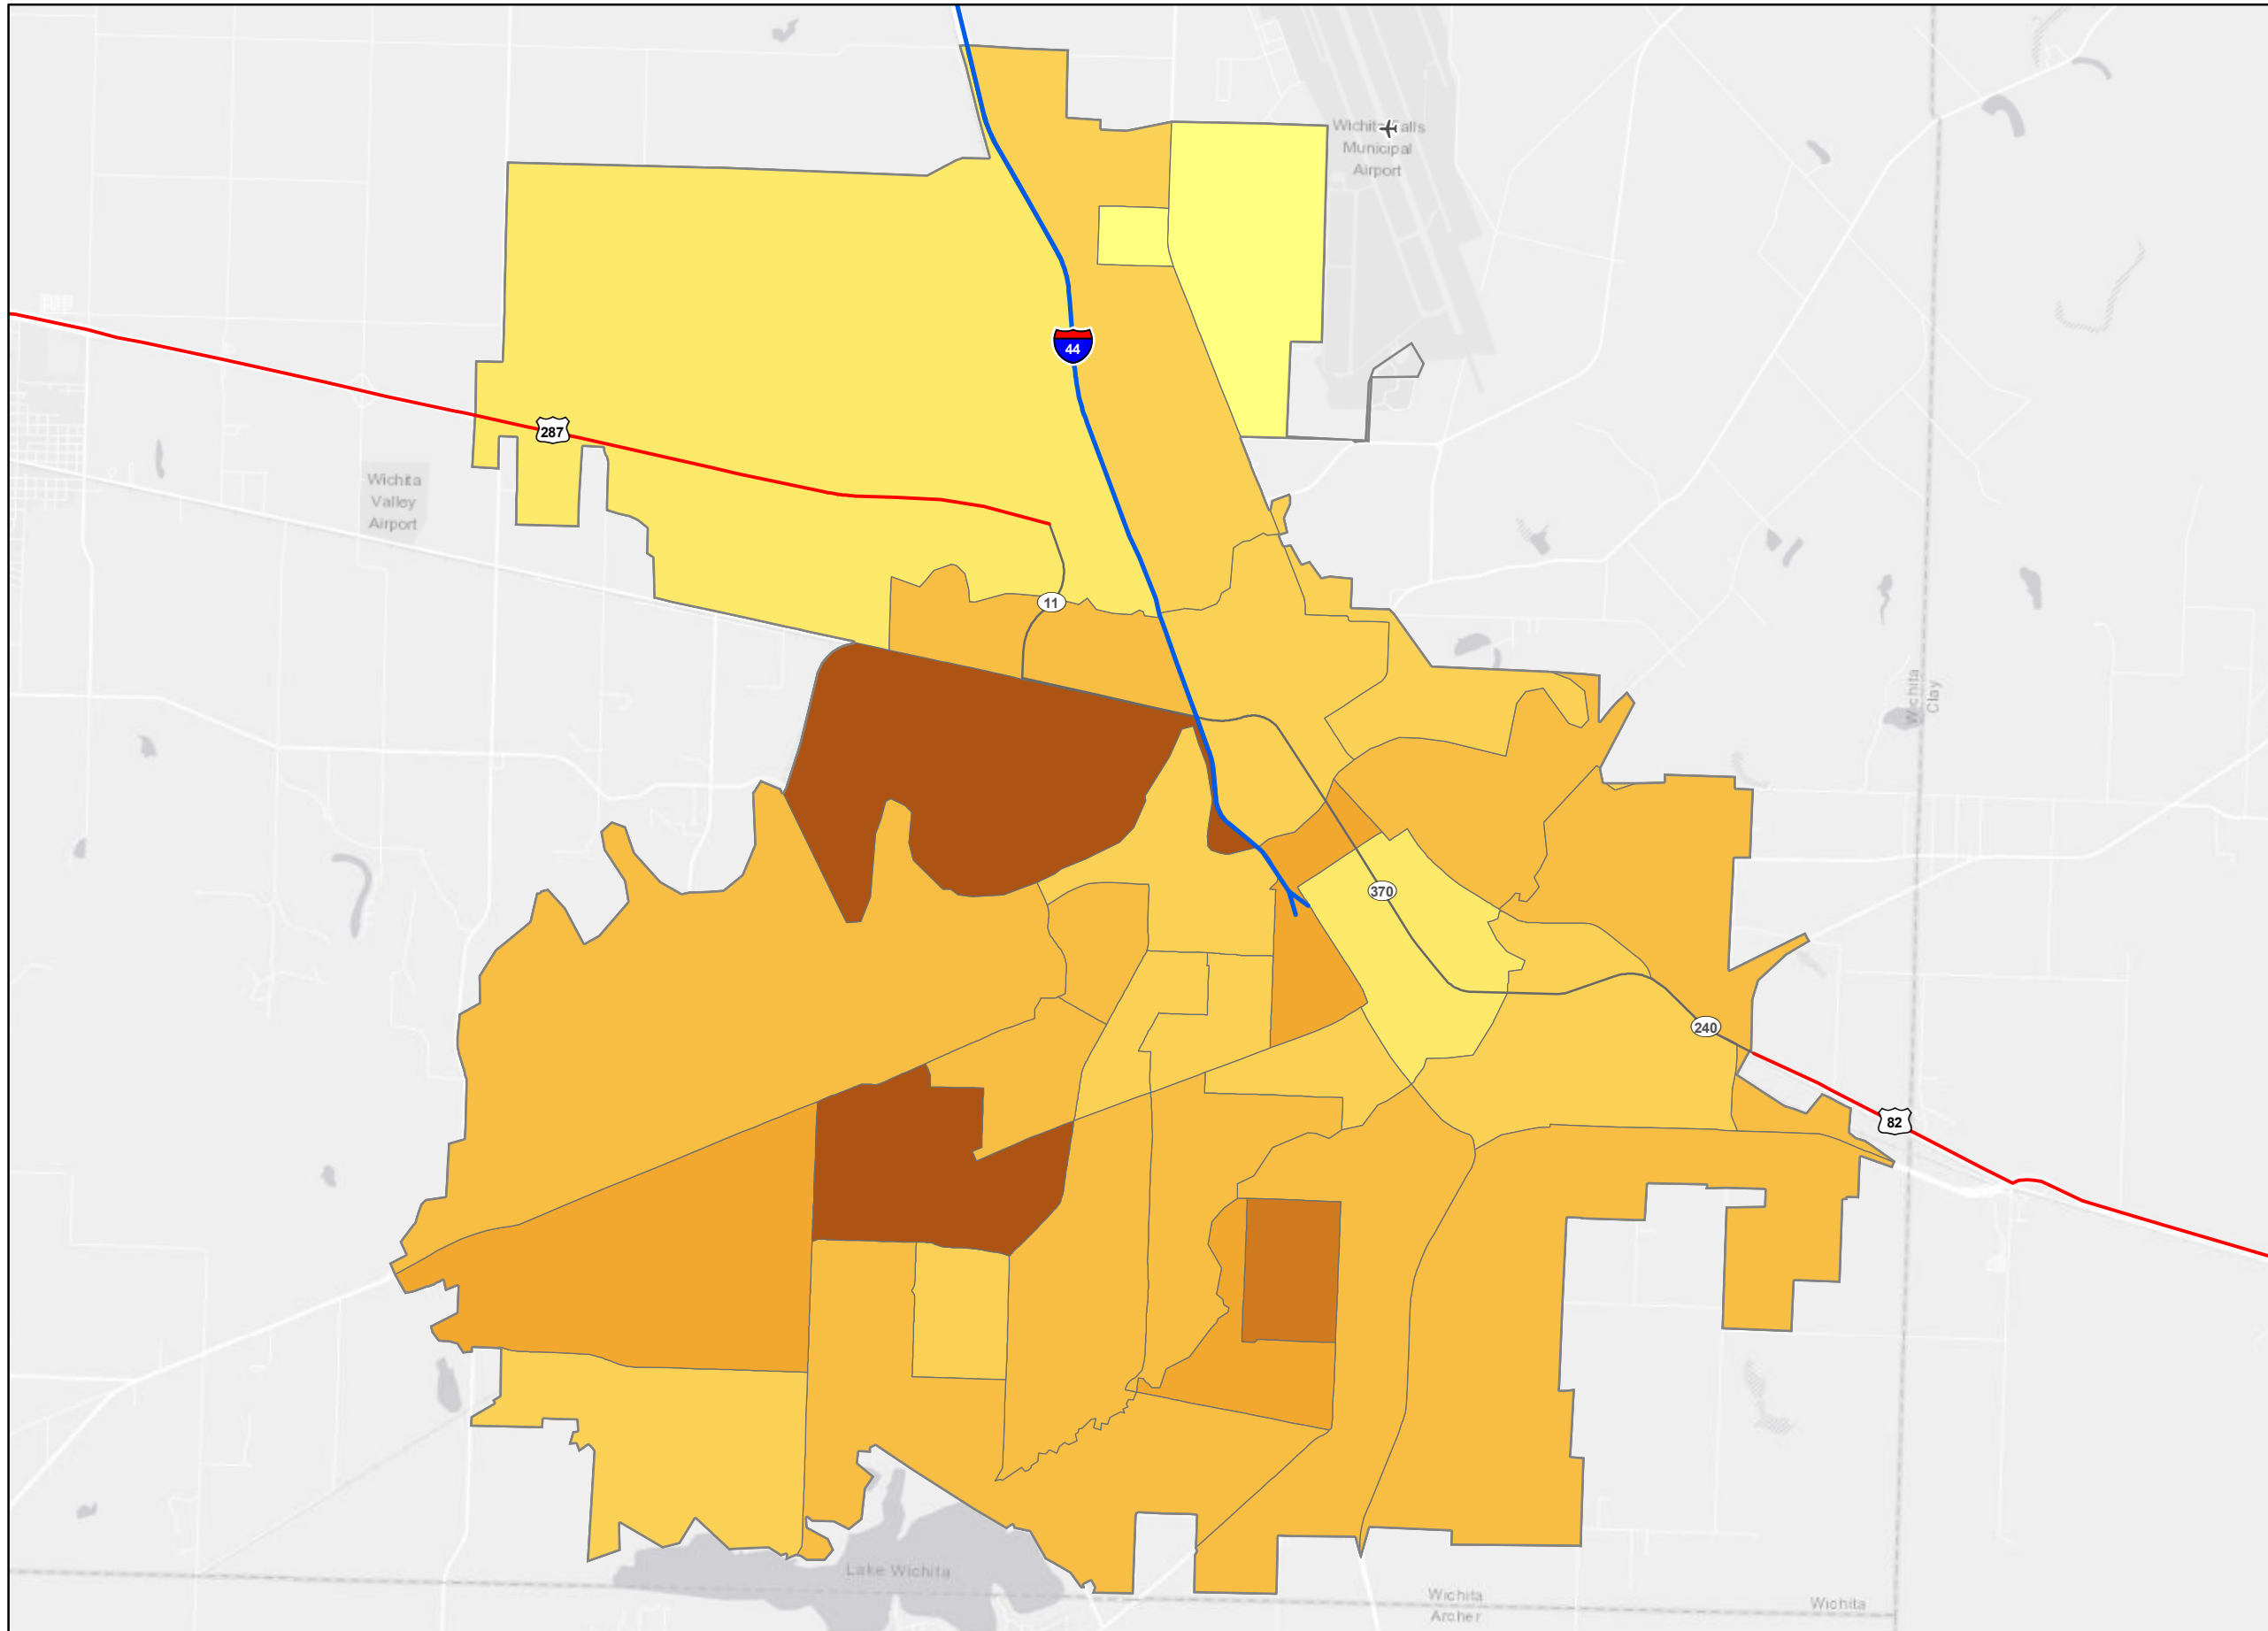 Wichita Falls
Municipal
Airport
44
287
Wichita
Valley
Airport
11
Wichita
Clay
370
240
82
Lake Wichita
Wichita
Archer
Wichita